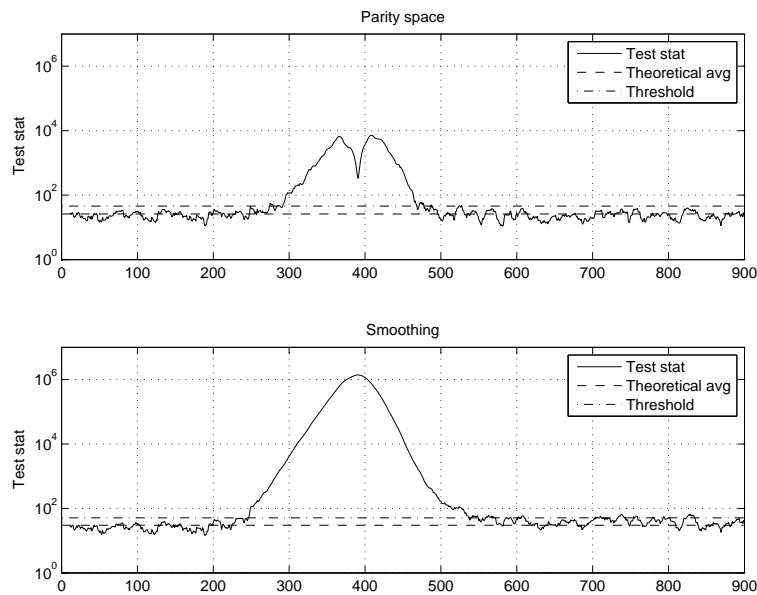 Parity space
Test stat
10^6
10^4
10^2
10^0
Test stat
Theoretical avg
Threshold
0 100 200 300 400 500 600 700 800 900
Smoothing
Test stat
10^6
10^4
10^2
10^0
Test stat
Theoretical avg
Threshold
0 100 200 300 400 500 600 700 800 900